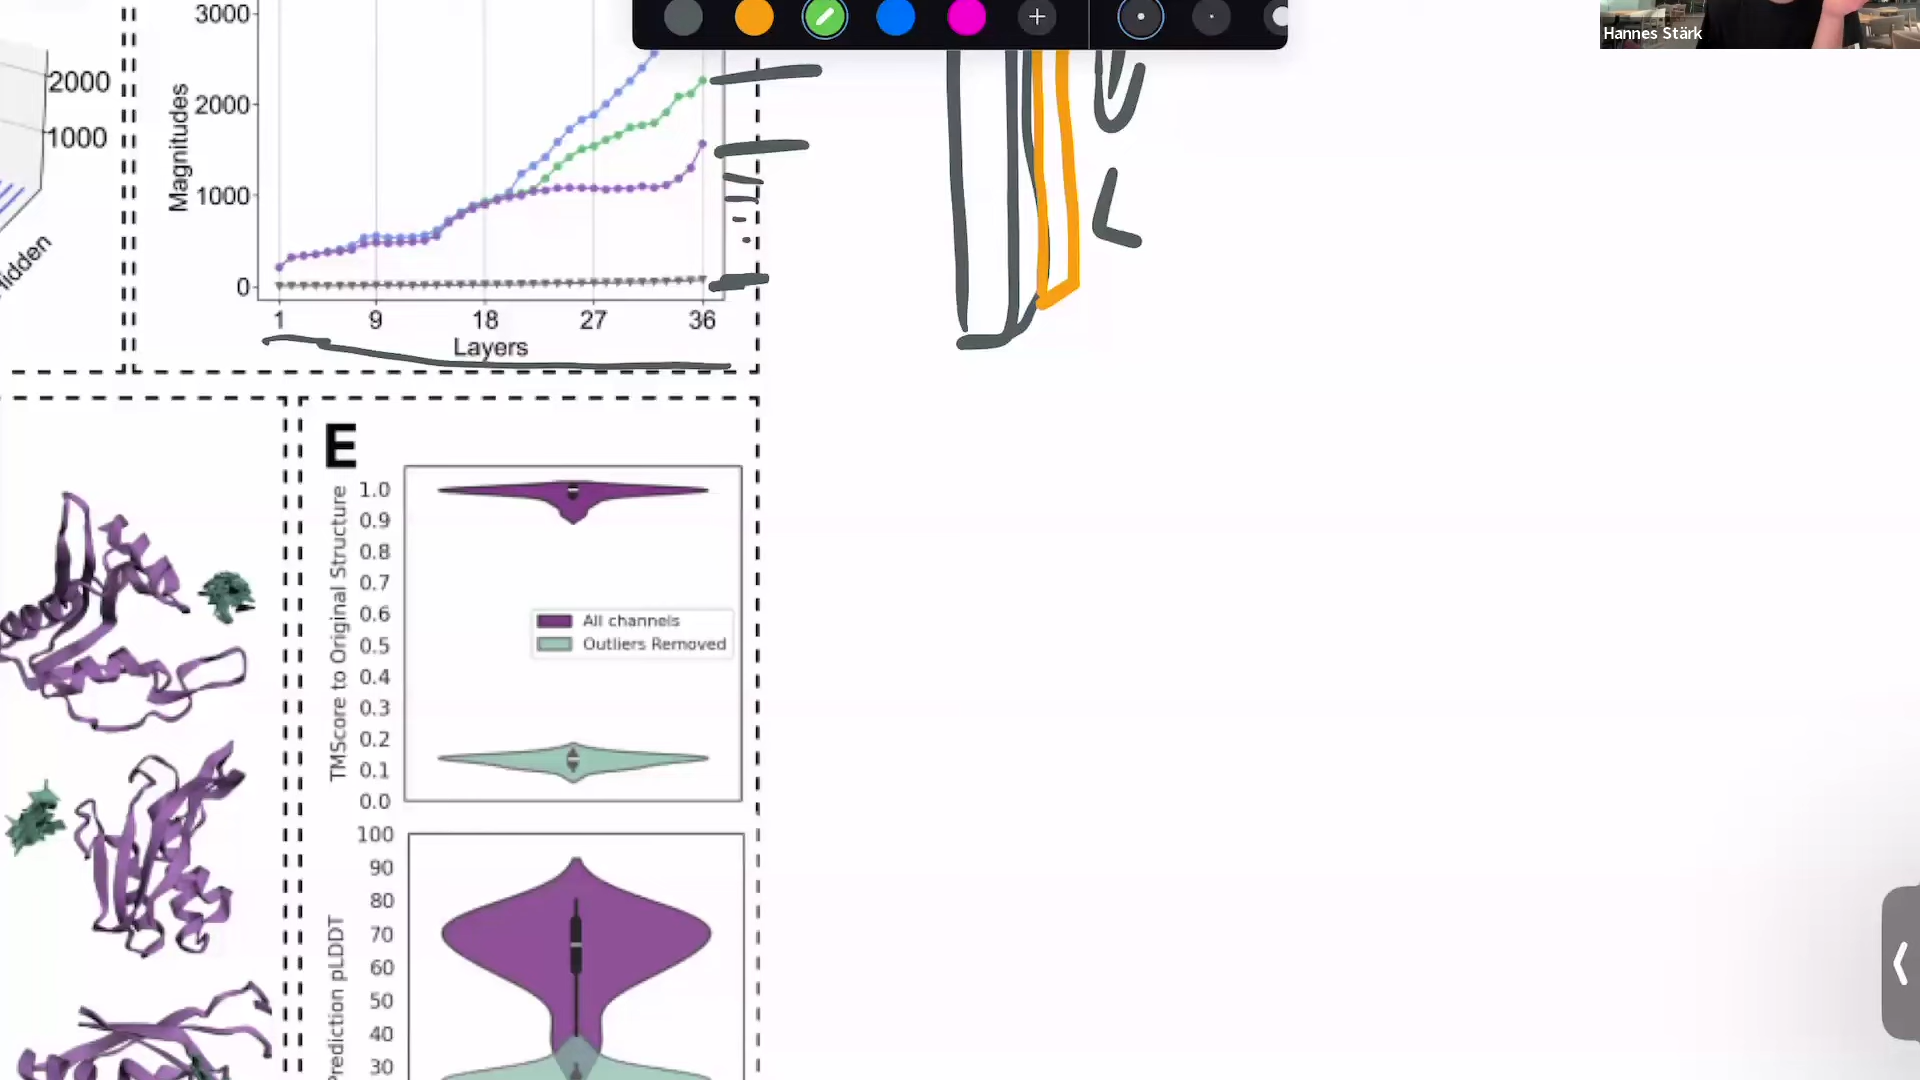 Hannes Stärk
3000
2000
1000
0
Magnitudes
1 9 18 27 36
Layers
2000
1000
idden
E
1.0
0.9
0.8
0.7
0.6
0.5
0.4
0.3
0.2
0.1
0.0
TMScore to Original Structure
All channels
Outliers Removed
100
90
80
70
60
50
40
30
rediction pLDDT
L